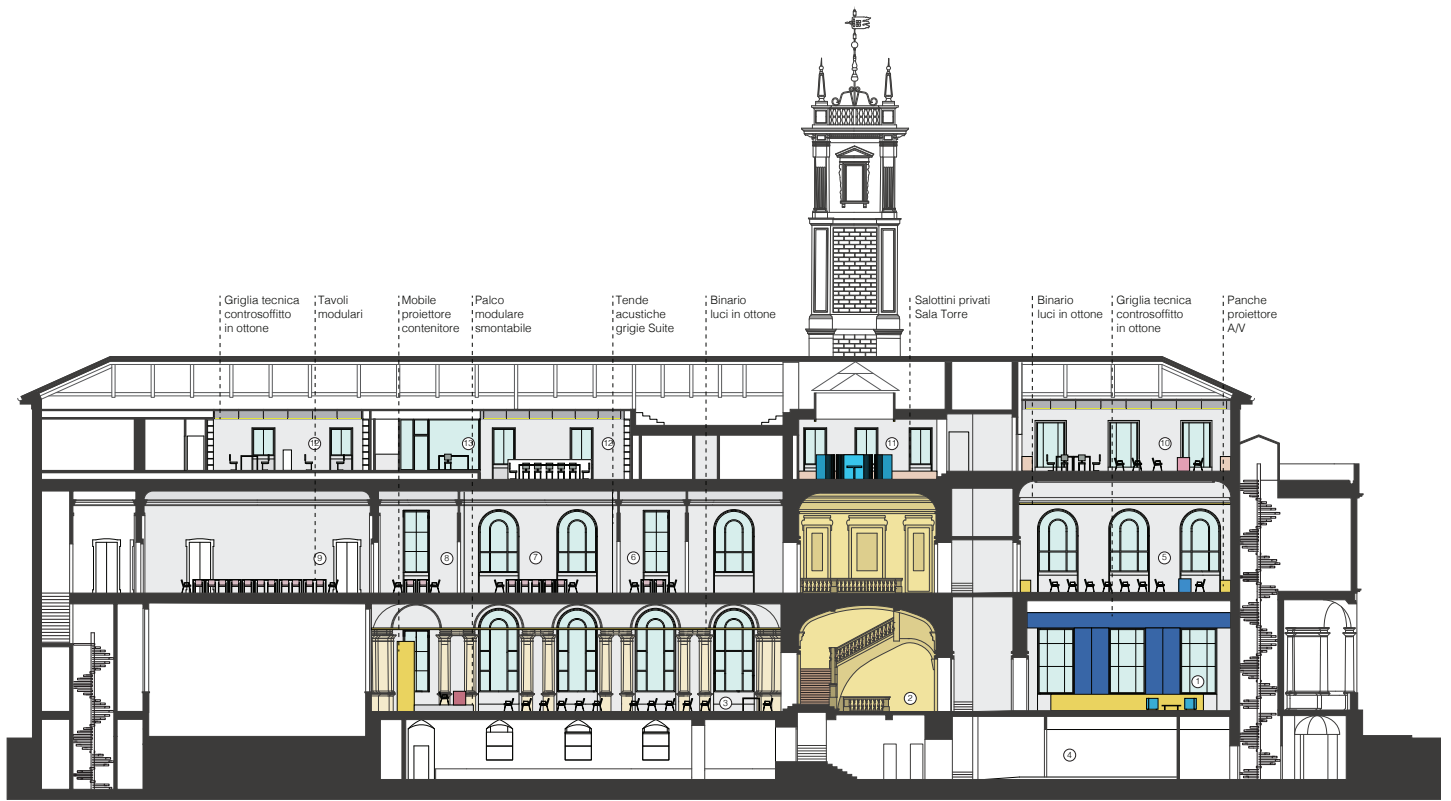 Griglia tecnica
controsoffitto
in ottone
Tavoli
modulari
Mobile
proiettore
contenitore
Palco
modulare
smontabile
Tende
acustiche
grigie Suite
Binario
luci in ottone
Salottini privati
Sala Torre
Binario
luci in ottone
Griglia tecnica
controsoffitto
in ottone
Panche
proiettore
A/V
12
13
12
11
10
9
8
7
6
5
3
2
1
4